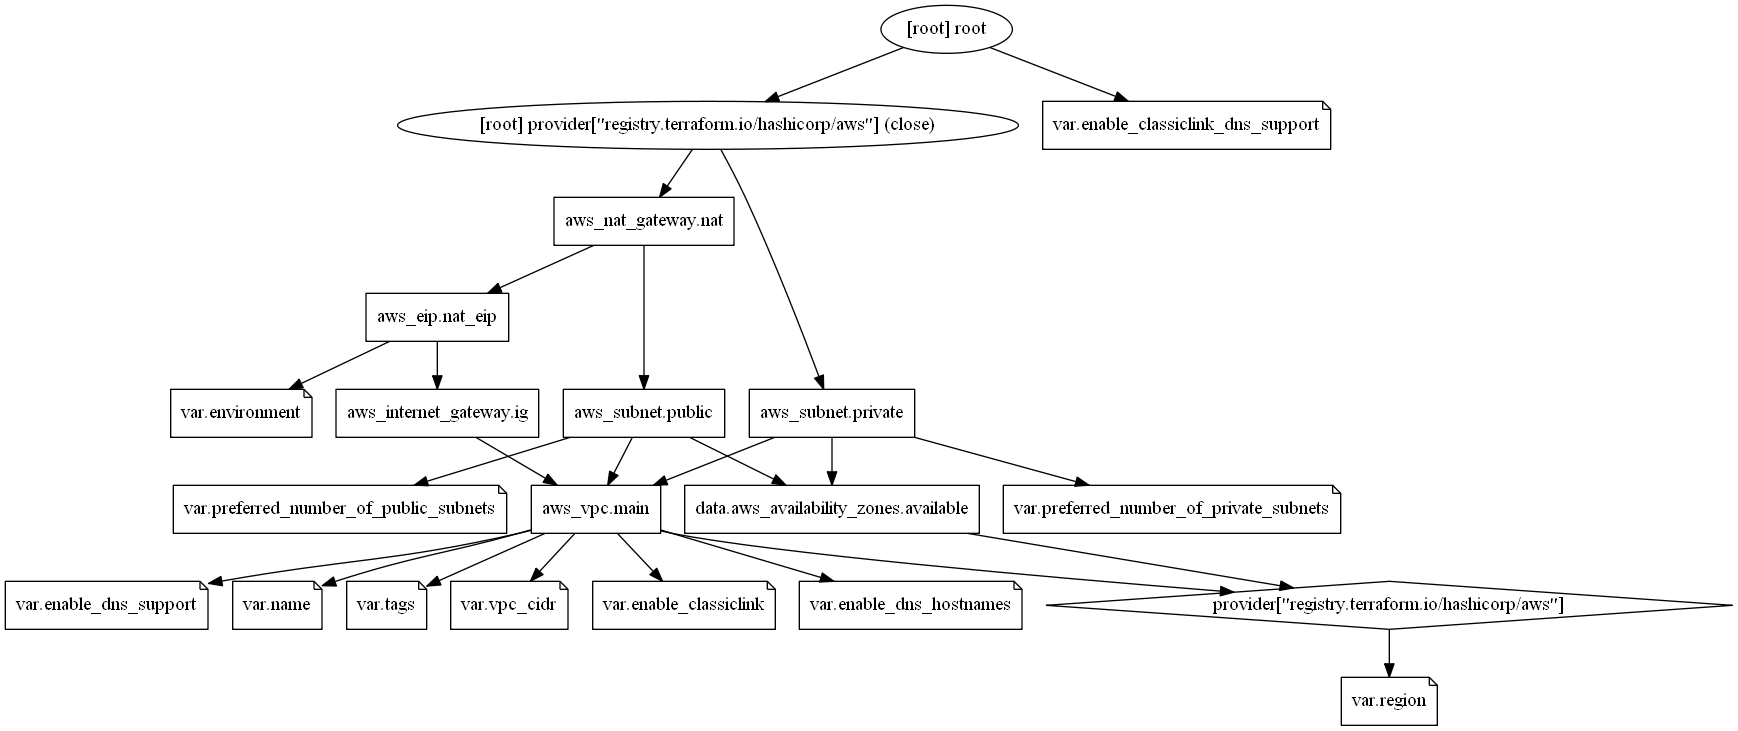 [root] root
[root] provider["registry.terraform.io/hashicorp/aws"] (close)
var.enable_classiclink_dns_support
aws_nat_gateway.nat
aws_eip.nat_eip
var.environment
aws_internet_gateway.ig
aws_subnet.public
aws_subnet.private
var.preferred_number_of_public_subnets
aws_vpc.main
data.aws_availability_zones.available
var.preferred_number_of_private_subnets
var.enable_dns_support
var.name
var.tags
var.vpc_cidr
var.enable_classiclink
var.enable_dns_hostnames
provider["registry.terraform.io/hashicorp/aws"]
var.region